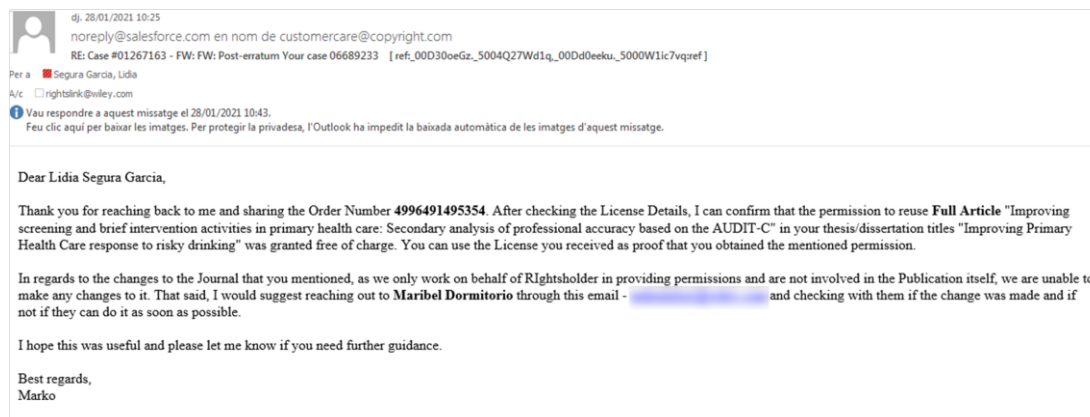 dj. 28/01/2021 10:25
noreply@salesforce.com en nom de customercare@copyright.com
RE: Case #01267163 - FW: FW: Post-erratum Your case 06689233 [ ref:_00D30oeGz._5004Q27Wd1q,_00Dd0eeku._5000W1ic7vq:ref ]
Per a Segura Garcia, Lidia
A/c rightslink@wiley.com
Vau respondre a aquest missatge el 28/01/2021 10:43.
Feu clic aquí per baixar les imatges. Per protegir la privadesa, l'Outlook ha impedit la baixada automàtica de les imatges d'aquest missatge.
Dear Lidia Segura Garcia,
Thank you for reaching back to me and sharing the Order Number 4996491495354. After checking the License Details, I can confirm that the permission to reuse Full Article "Improving
screening and brief intervention activities in primary health care: Secondary analysis of professional accuracy based on the AUDIT-C" in your thesis/dissertation titles "Improving Primary
Health Care response to risky drinking" was granted free of charge. You can use the License you received as proof that you obtained the mentioned permission.
In regards to the changes to the Journal that you mentioned, as we only work on behalf of RIghtsholder in providing permissions and are not involved in the Publication itself, we are unable to
make any changes to it. That said, I would suggest reaching out to Maribel Dormitorio through this email - and checking with them if the change was made and if
not if they can do it as soon as possible.
I hope this was useful and please let me know if you need further guidance.
Best regards,
Marko